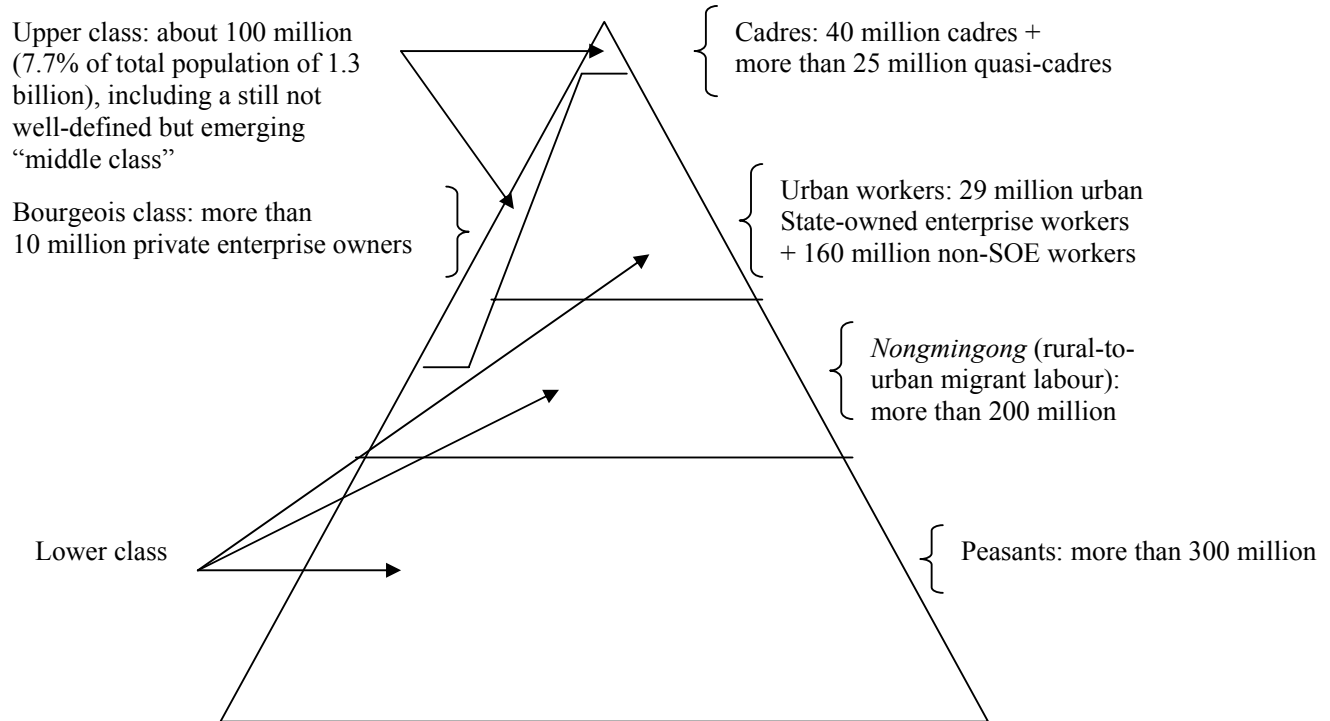 Upper class: about 100 million
(7.7% of total population of 1.3
billion), including a still not
well-defined but emerging
“middle class”
Bourgeois class: more than
10 million private enterprise owners
Lower class
Cadres: 40 million cadres +
more than 25 million quasi-cadres
Urban workers: 29 million urban
State-owned enterprise workers
+ 160 million non-SOE workers
Nongmingong (rural-to-
urban migrant labour):
more than 200 million
Peasants: more than 300 million